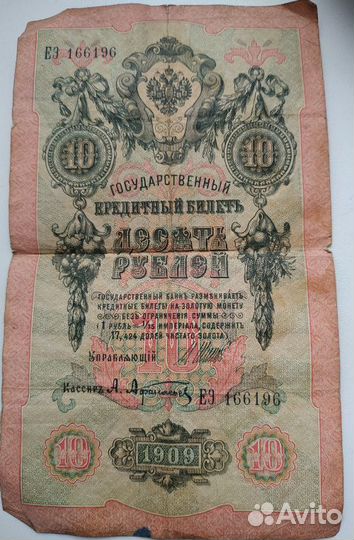 ЕЭ 166196
10
10
ГОСУДАРСТВЕННЫЙ
КРЕДИТНЫЙ БИЛЕТЪ
ДЕСЯТЬ
РУБЛЕЙ
ГОСУДАРСТВЕННЫЙ БАНКЪ РАЗМѢНИВАЕТЪ
КРЕДИТНЫЕ БИЛЕТЫ НА ЗОЛОТУЮ МОНЕТУ
БЕЗЪ ОГРАНИЧЕНІЯ СУММЫ
(1 РУБЛЬ = 1/15 ИМПЕРІАЛА, СОДЕРЖИТЪ
17,424 ДОЛЕЙ ЧИСТАГО ЗОЛОТА)
10
УПРАВЛЯЮЩІЙ
КАССИРЪ А.
ЕЭ 166196
10
1909
10
Avito